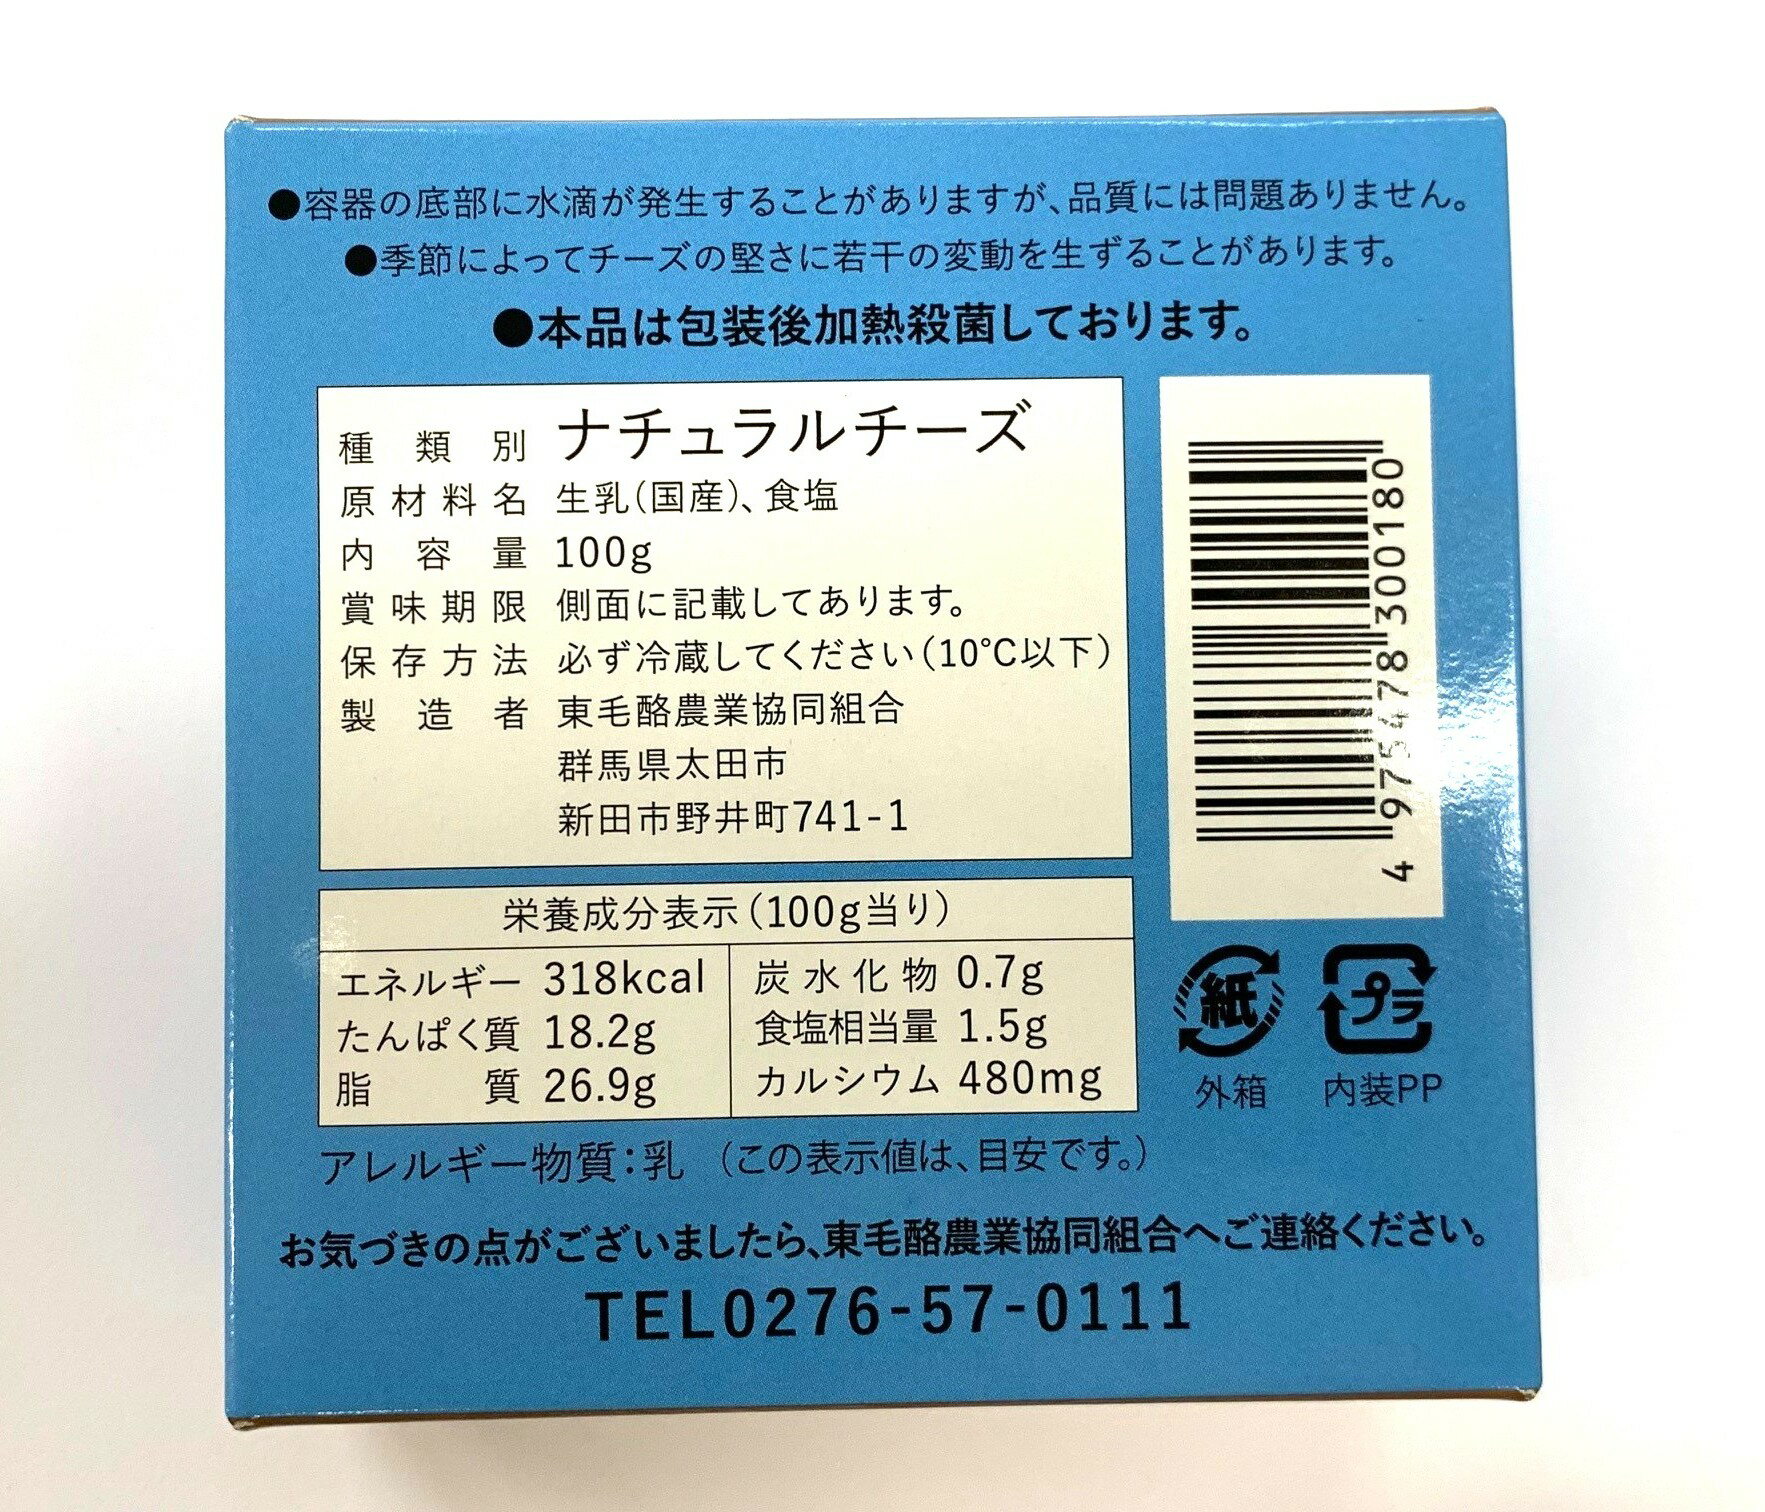 ●容器の底部に水滴が発生することがありますが、品質には問題ありません。
●季節によってチーズの堅さに若干の変動を生ずることがあります。
●本品は包装後加熱殺菌しております。
種類別 ナチュラルチーズ
原材料名 生乳(国産)、食塩
内容量 100g
賞味期限 側面に記載してあります。
保存方法 必ず冷蔵してください(10℃以下)
製造者 東毛酪農業協同組合
群馬県太田市
新田市野井町741-1
4 975478 300180
栄養成分表示(100g当り)
エネルギー 318kcal
たんぱく質 18.2g
脂質 26.9g
炭水化物 0.7g
食塩相当量 1.5g
カルシウム 480mg
紙
外箱
プラ
内装PP
アレルギー物質:乳 (この表示値は、目安です。)
お気づきの点がございましたら、東毛酪農業協同組合へご連絡ください。
TEL0276-57-0111